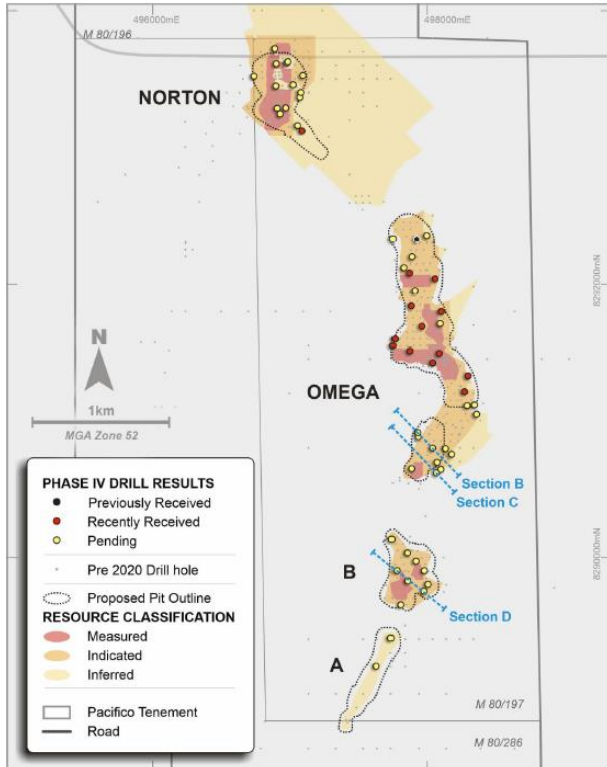 496000mE
498000mE
M 80/196
NORTON
8292000mN
N
1km
MGA Zone 52
OMEGA
Section B
Section C
PHASE IV DRILL RESULTS
Previously Received
Recently Received
Pending
Pre 2020 Drill hole
Proposed Pit Outline
RESOURCE CLASSIFICATION
Measured
Indicated
Inferred
Pacifico Tenement
Road
8290000mN
B
Section D
A
M 80/197
M 80/286